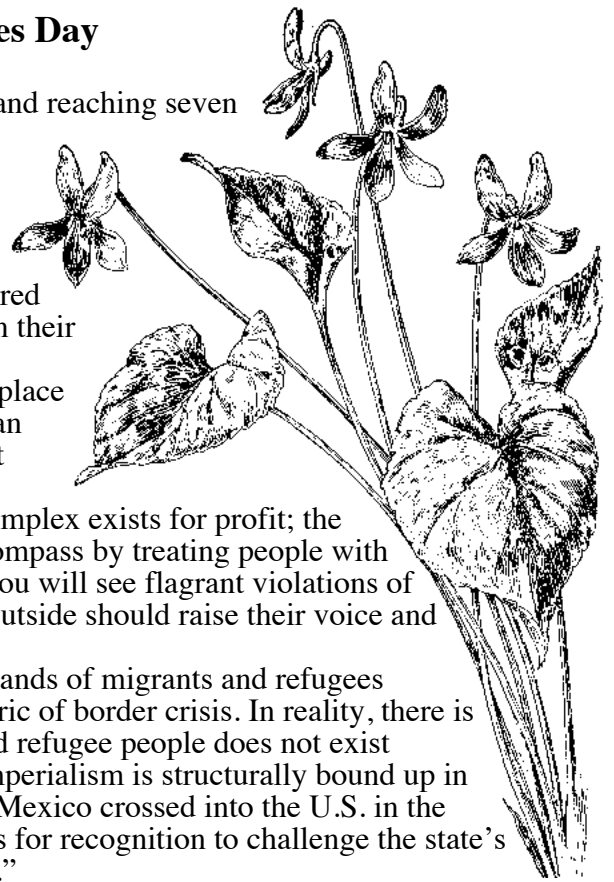 es Day
and reaching seven
red
n their
place
an
t
mplex exists for profit; the
ompass by treating people with
ou will see flagrant violations of
utside should raise their voice and
ands of migrants and refugees
ric of border crisis. In reality, there is
d refugee people does not exist
mperialism is structurally bound up in
Mexico crossed into the U.S. in the
s for recognition to challenge the state’s
.”